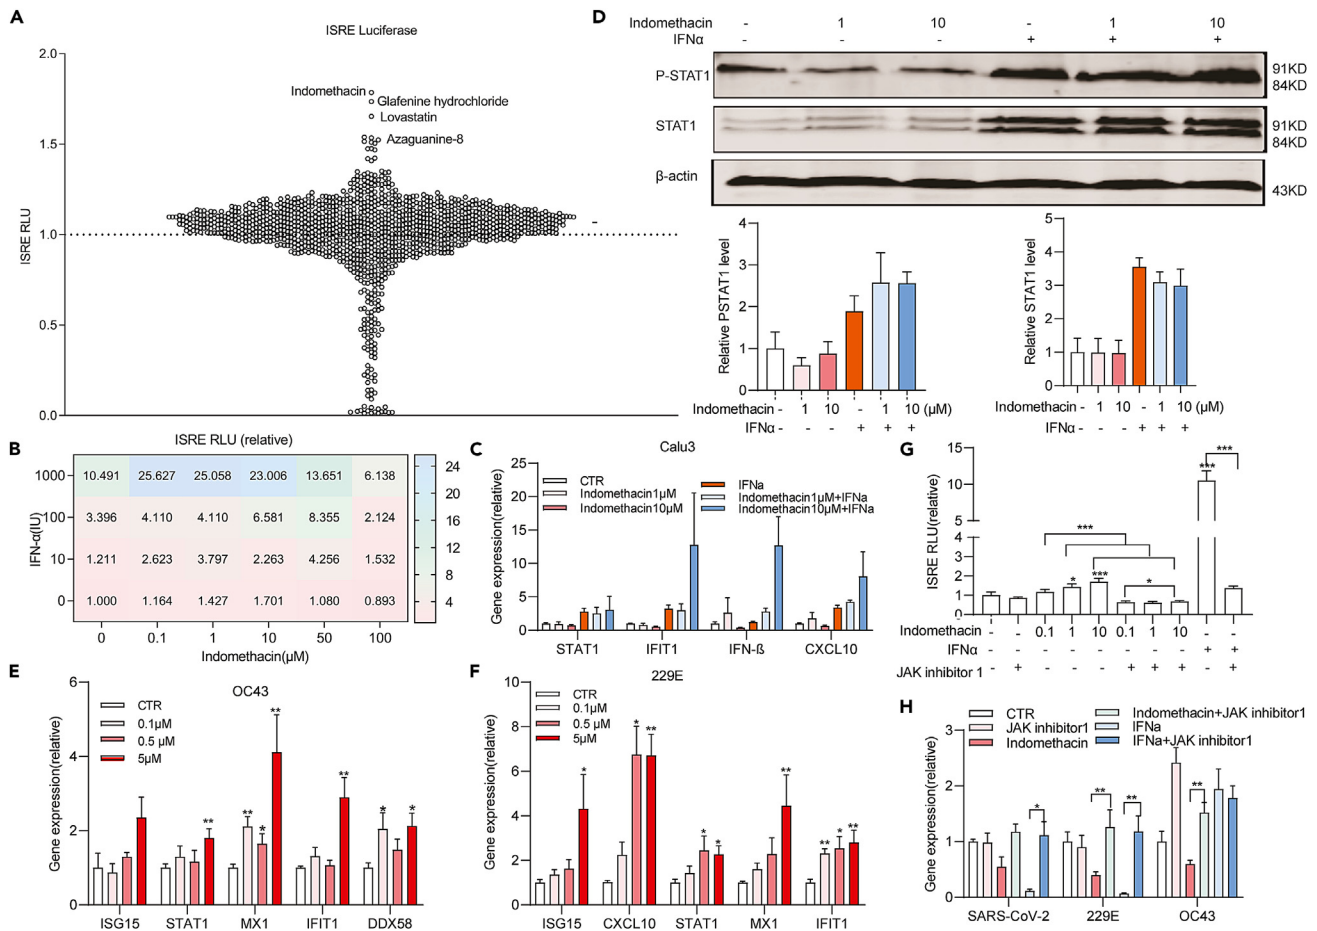 A
ISRE Luciferase
2.0
1.5
1.0
0.5
0.0
ISRE RLU
Indomethacin
Glafenine hydrochloride
Lovastatin
Azaguanine-8
D
Indomethacin - 1 10 - 1 10
IFNα - - - + + +
P-STAT1
91KD
84KD
STAT1
91KD
84KD
β-actin
43KD
Relative PSTAT1 level
4
3
2
1
0
Indomethacin - 1 10 - 1 10 (μM)
IFNα - - - + + +
Relative STAT1 level
5
4
3
2
1
0
Indomethacin - 1 10 - 1 10 (μM)
IFNα - - - + + +
B
ISRE RLU (relative)
IFN-α(IU)
1000 10.491 25.627 25.058 23.006 13.651 6.138
100 3.396 4.110 4.110 6.581 8.355 2.124
10 1.211 2.623 3.797 2.263 4.256 1.532
0 1.000 1.164 1.427 1.701 1.080 0.893
0 0.1 1 10 50 100
Indomethacin(μM)
24
20
16
12
8
4
C
Calu3
Gene expression(relative)
25
20
15
10
5
0
CTR
Indomethacin1μM
Indomethacin10μM
IFNa
Indomethacin1μM+IFNa
Indomethacin10μM+IFNa
STAT1 IFIT1 IFN-ß CXCL10
G
ISRE RLU(relative)
15
10
5
4
3
2
1
0
***
*
***
*
***
***
Indomethacin - - 0.1 1 10 0.1 1 10 - -
IFNα - - - - - - - - + +
JAK inhibitor 1 - + - - - + + + - +
E
OC43
Gene expression(relative)
6
4
2
0
CTR
0.1μM
0.5 μM
5μM
** ** * ** ** * *
ISG15 STAT1 MX1 IFIT1 DDX58
F
229E
Gene expression(relative)
10
8
6
4
2
0
CTR
0.1μM
0.5 μM
5μM
* * ** * * ** ** * **
ISG15 CXCL10 STAT1 MX1 IFIT1
H
Gene expression(relative)
3
2
1
0
CTR
JAK inhibitor1
Indomethacin
Indomethacin+JAK inhibitor1
IFNa
IFNa+JAK inhibitor1
* ** ** **
SARS-CoV-2 229E OC43